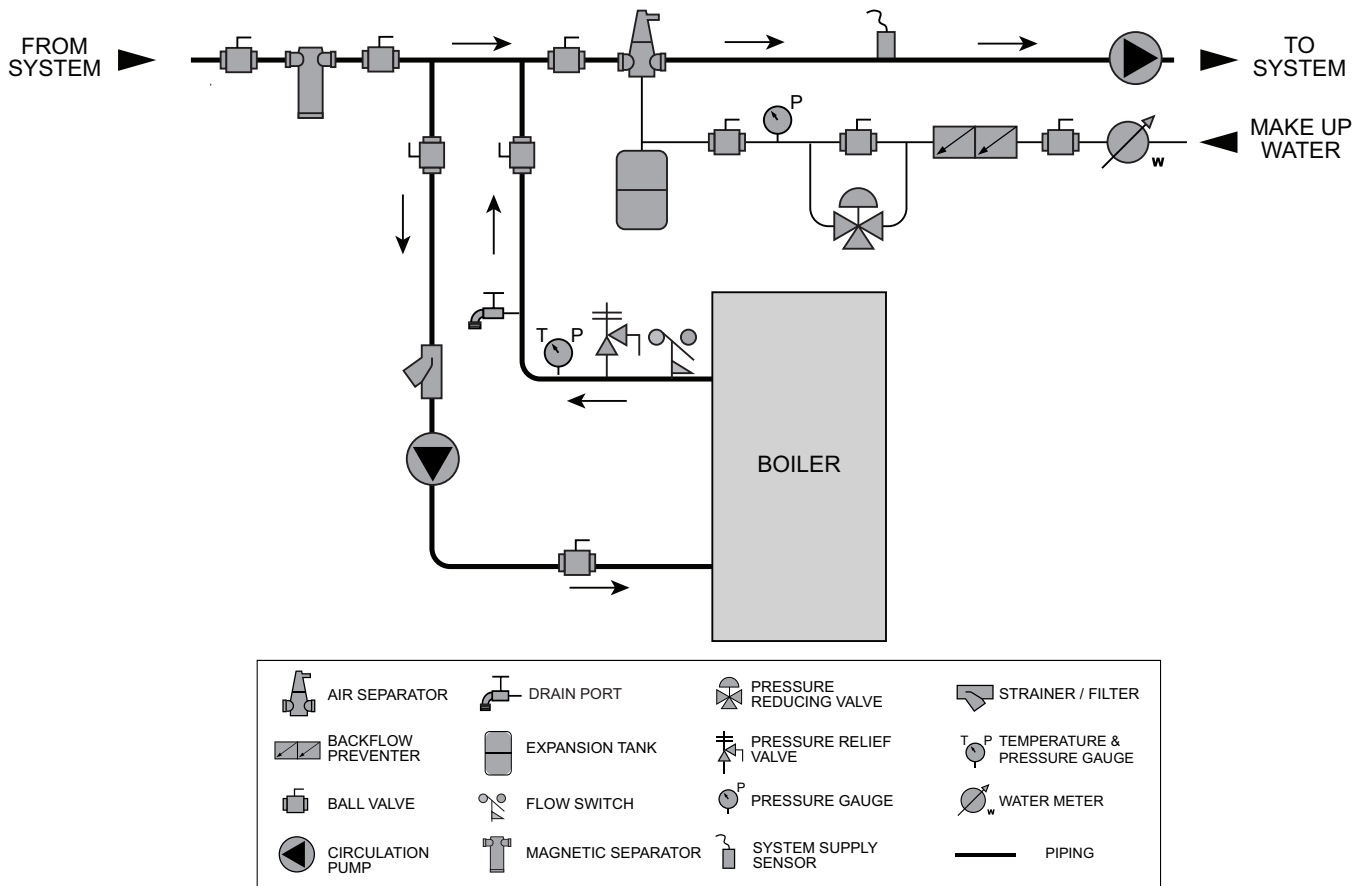 FROM
SYSTEM
TO
SYSTEM
P
MAKE UP
WATER
w
T P
BOILER
AIR SEPARATOR
DRAIN PORT
PRESSURE
REDUCING VALVE
STRAINER / FILTER
BACKFLOW
PREVENTER
EXPANSION TANK
PRESSURE RELIEF
VALVE
T P
TEMPERATURE &
PRESSURE GAUGE
BALL VALVE
FLOW SWITCH
P
PRESSURE GAUGE
w
WATER METER
CIRCULATION
PUMP
MAGNETIC SEPARATOR
SYSTEM SUPPLY
SENSOR
PIPING